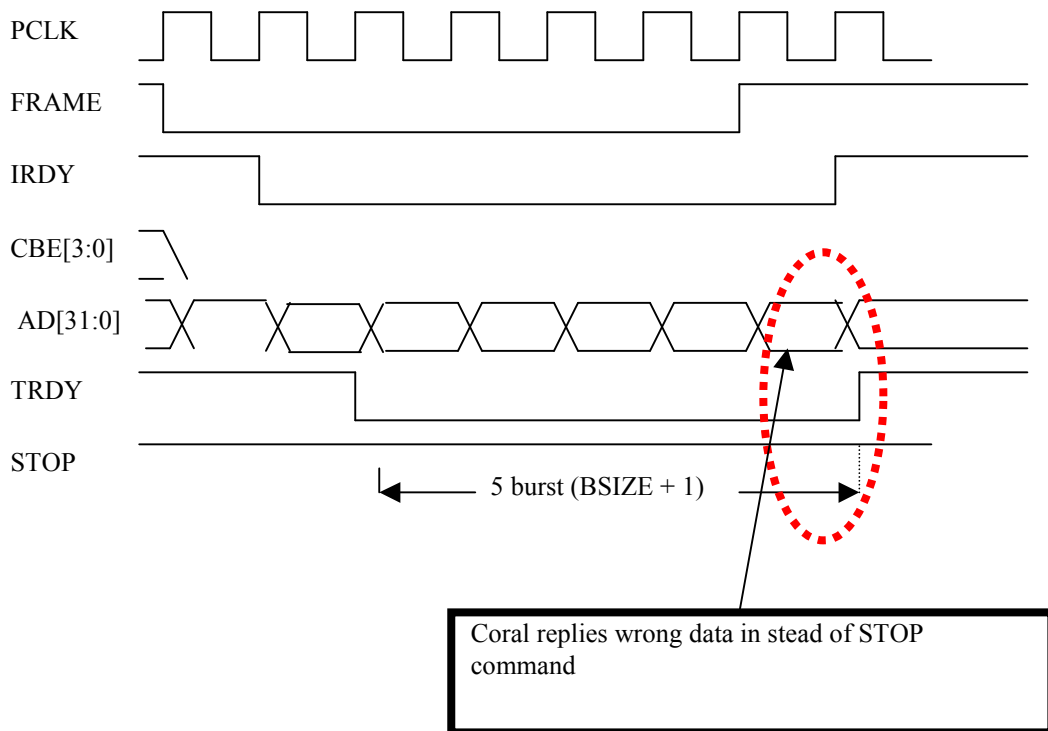 PCLK
FRAME
IRDY
CBE[3:0]
AD[31:0]
TRDY
STOP
5 burst (BSIZE + 1)
Coral replies wrong data in stead of STOP
command